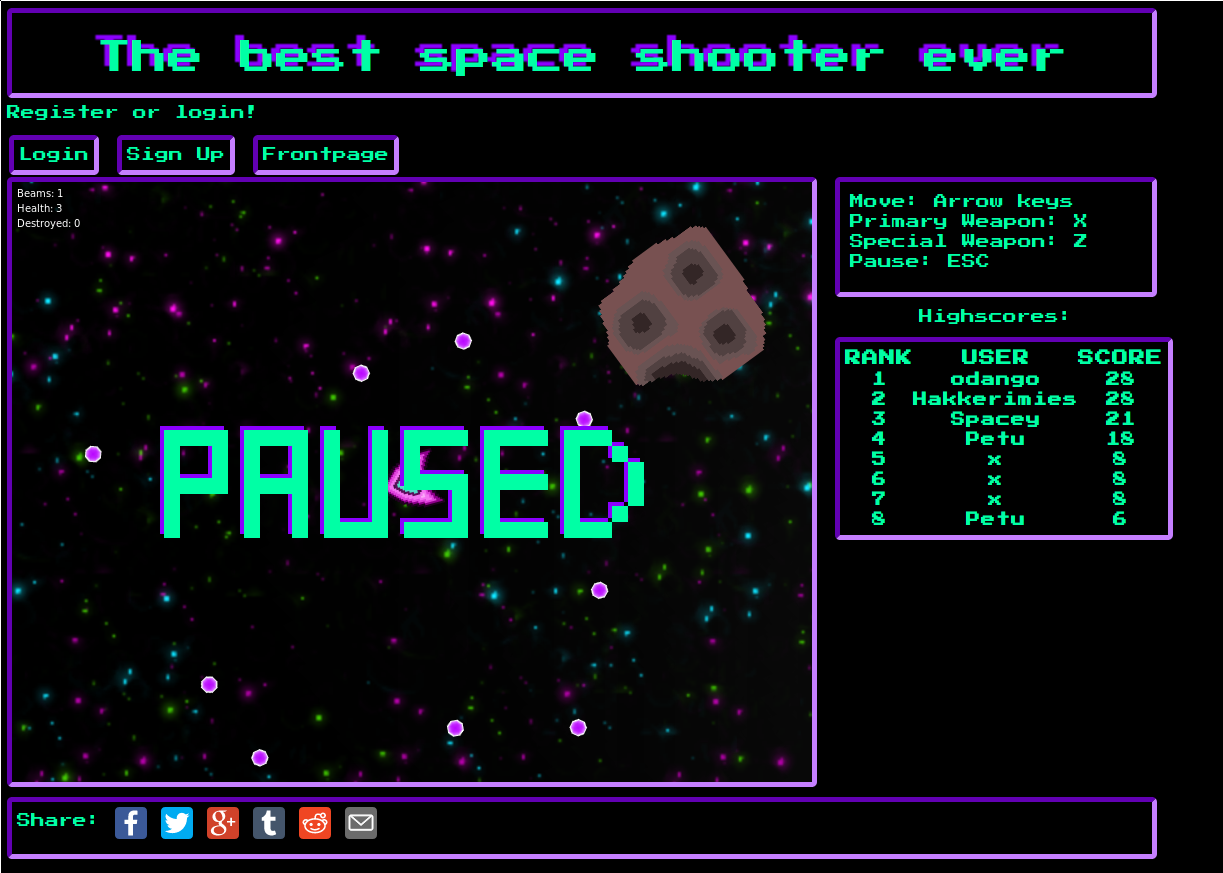 The best space shooter ever
Register or login!
Login Sign Up Frontpage
Beams: 1
Health: 3
Destroyed: 0
PAUSED
Move: Arrow keys
Primary Weapon: X
Special Weapon: Z
Pause: ESC
Highscores:
RANK USER SCORE
1 odango 28
2 Hakkerimies 28
3 Spacey 21
4 Petu 18
5 x 8
6 x 8
7 x 8
8 Petu 6
Share: f g+ t